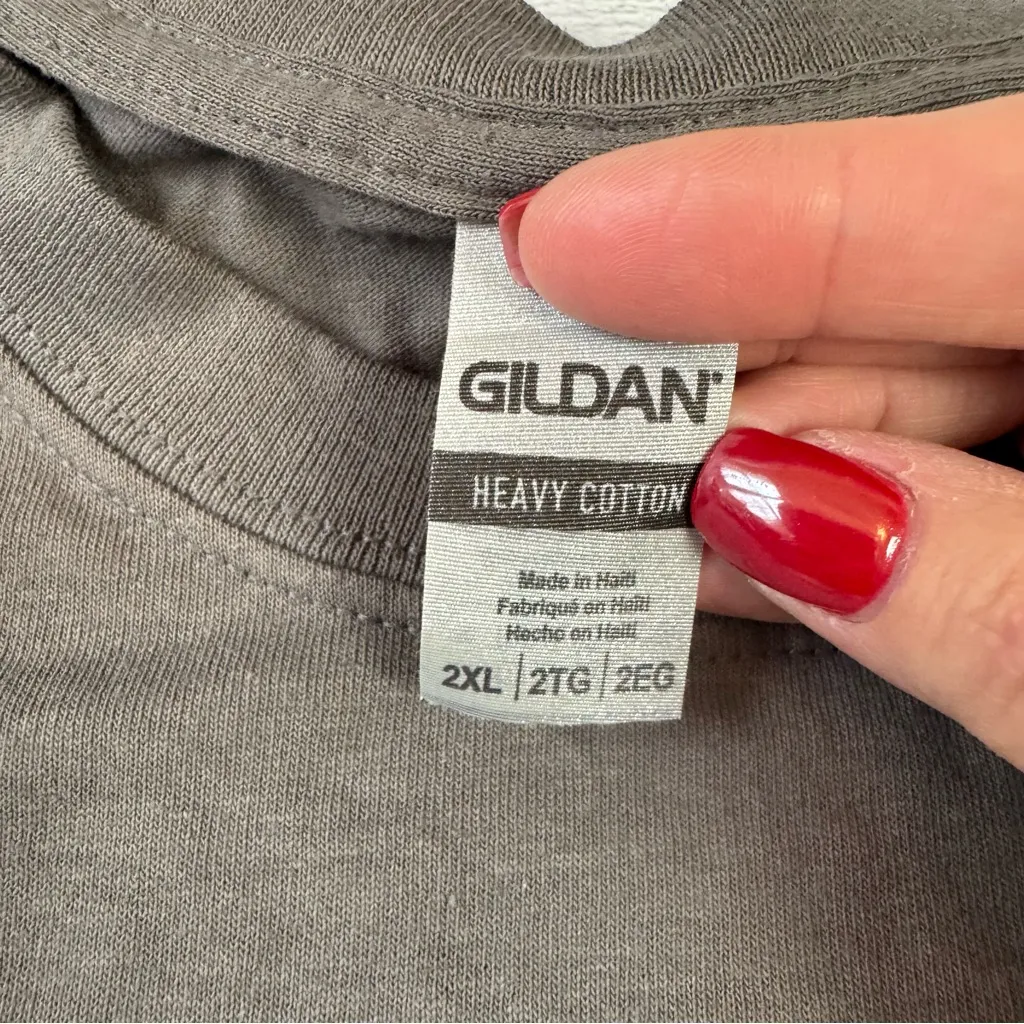 GILDAN
HEAVY COTTON
Made in Haiti
Fabriqué en Haïti
Hecho en Haití
2XL | 2TG | 2EG